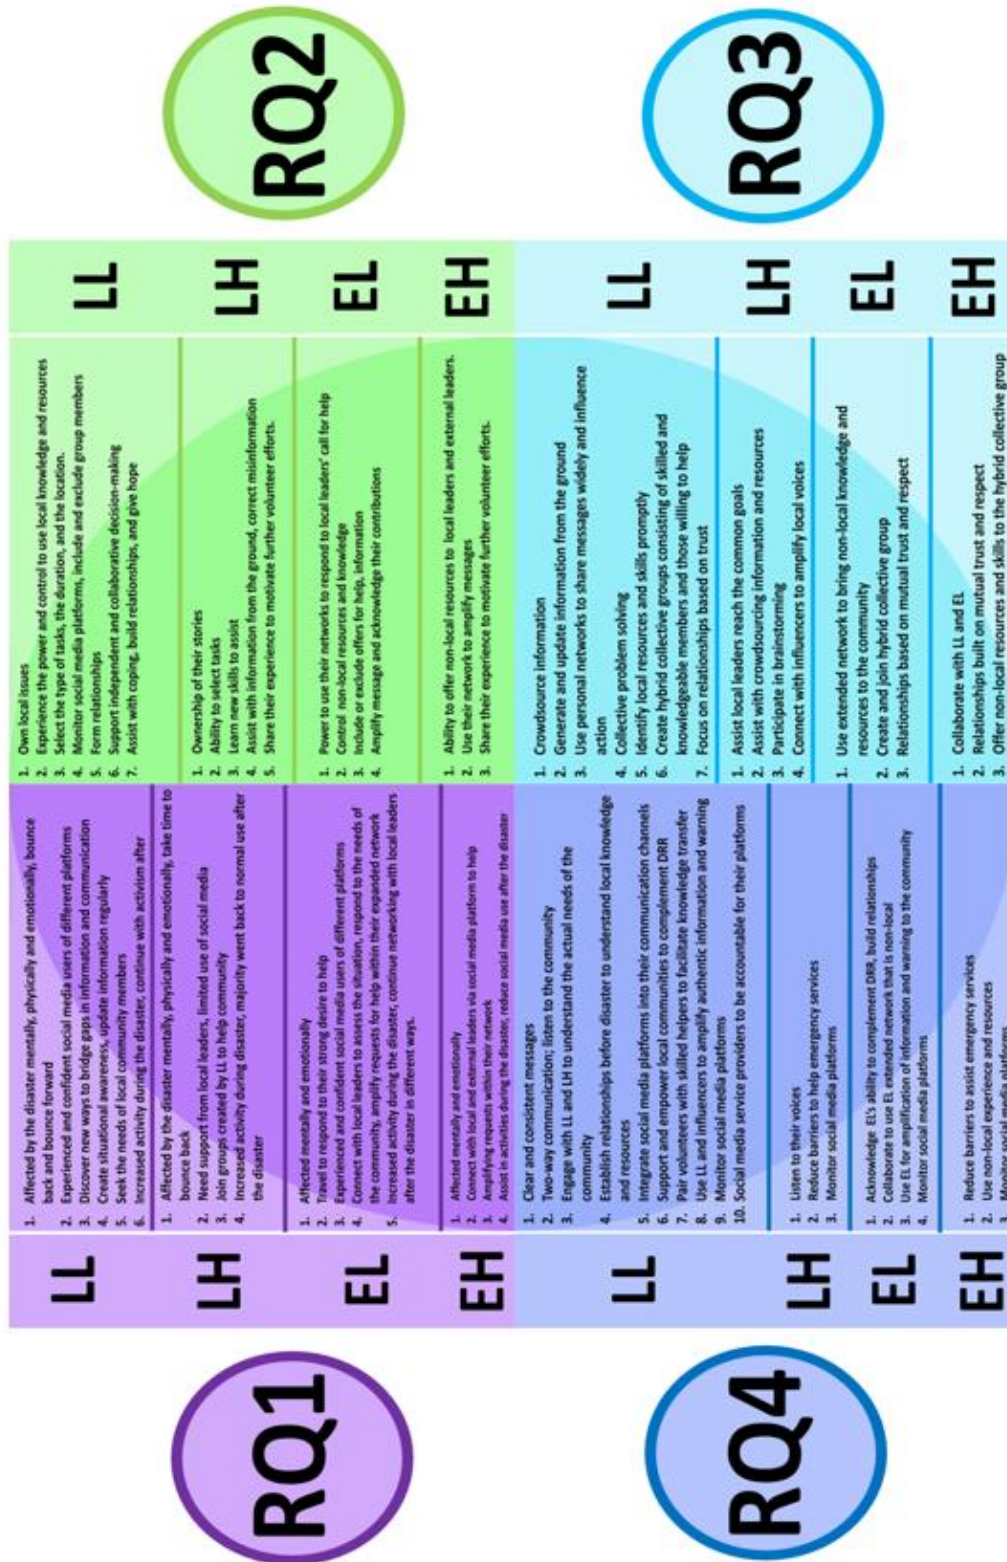 RQ1
LL
1. Affected by the disaster mentally, physically and emotionally, bounce
back and bounce forward
2. Experienced and confident social media users of different platforms
3. Discover new ways to bridge gaps in information and communication
4. Create situational awareness, update information regularly
5. Seek the needs of local community members
6. Increased activity during the disaster, continue with activism after
LH
1. Affected by the disaster mentally, physically and emotionally, take time to
bounce back
2. Need support from local leaders, limited use of social media
3. Join groups created by LL to help community
4. Increased activity during disaster, majority went back to normal use after
the disaster
EL
1. Affected mentally and emotionally
2. Travel to respond to their strong desire to help
3. Experienced and confident social media users of different platforms
4. Connect with local leaders to assess the situation, respond to the needs of
the community, amplify requests for help within their expanded network
5. Increased activity during the disaster, continue networking with local leaders
after the disaster in different ways.
EH
1. Affected mentally and emotionally
2. Connect with local and external leaders via social media platform to help
3. Amplifying requests within their network
4. Assist in activities during the disaster, reduce social media use after the disaster
RQ2
LL
1. Own local issues
2. Experience the power and control to use local knowledge and resources
3. Select the type of tasks, the duration, and the location.
4. Monitor social media platforms, include and exclude group members
5. Form relationships
6. Support independent and collaborative decision-making
7. Assist with coping, build relationships, and give hope
LH
1. Ownership of their stories
2. Ability to select tasks
3. Learn new skills to assist
4. Assist with information from the ground, correct misinformation
5. Share their experience to motivate further volunteer efforts.
EL
1. Power to use their networks to respond to local leaders' call for help
2. Control non-local resources and knowledge
3. Include or exclude offers for help, information
4. Amplify message and acknowledge their contributions
EH
1. Ability to offer non-local resources to local leaders and external leaders.
2. Use their network to amplify messages
3. Share their experience to motivate further volunteer efforts.
RQ4
LL
1. Clear and consistent messages
2. Two-way communication; listen to the community
3. Engage with LL and LH to understand the actual needs of the
community
4. Establish relationships before disaster to understand local knowledge
and resources
5. Integrate social media platforms into their communication channels
6. Support and empower local communities to complement DRR
7. Pair volunteers with skilled helpers to facilitate knowledge transfer
8. Use LL and influencers to amplify authentic information and warning
9. Monitor social media platforms
10. Social media service providers to be accountable for their platforms
LH
1. Listen to their voices
2. Reduce barriers to help emergency services
3. Monitor social media platforms
EL
1. Acknowledge EL's ability to complement DRR, build relationships
2. Collaborate to use EL extended network that is non-local
3. Use EE for amplification of information and warning to the community
4. Monitor social media platforms
EH
1. Reduce barriers to assist emergency services
2. Use non-local experience and resources
3. Monitor social media platforms
RQ3
LL
1. Crowdsource information
2. Generate and update information from the ground
3. Use personal networks to share messages widely and influence
action
4. Collective problem solving
5. Identify local resources and skills promptly
6. Create hybrid collective groups consisting of skilled and
knowledgeable members and those willing to help
7. Focus on relationships based on trust
LH
1. Assist local leaders reach the common goals
2. Assist with crowdsourcing information and resources
3. Participate in brainstorming
4. Connect with influencers to amplify local voices
EL
1. Use extended network to bring non-local knowledge and
resources to the community
2. Create and join hybrid collective group
3. Relationships based on mutual trust and respect
EH
1. Collaborate with LL and EL
2. Relationships built on mutual trust and respect
3. Offer non-local resources and skills to the hybrid collective group